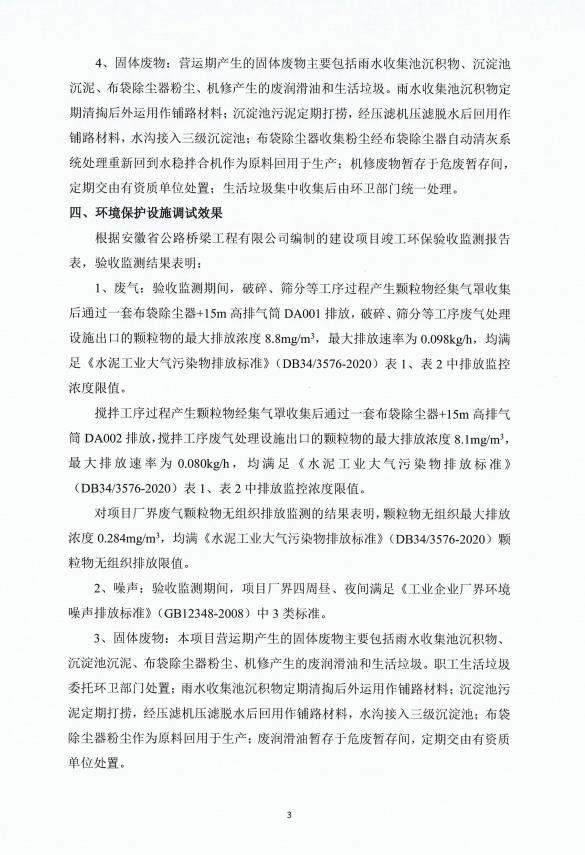 4、固体废物：营运期产生的固体废物主要包括雨水收集池沉积物、沉淀池
沉泥、布袋除尘器粉尘、机修产生的废润滑油和生活垃圾。雨水收集池沉积物定
期清掏后外运用作铺路材料；沉淀池污泥定期打捞，经压滤机压滤脱水后回用作
铺路材料，水沟接入三级沉淀池；布袋除尘器收集粉尘经布袋除尘器自动清灰系
统处理重新回到水稳拌合机作为原料回用于生产；机修废物暂存于危废暂存间，
定期交由有资质单位处置；生活垃圾集中收集后由环卫部门统一处理。
四、环境保护设施调试效果
根据安徽省公路桥梁工程有限公司编制的建设项目竣工环保验收监测报告
表，验收监测结果表明：
1、废气：验收监测期间，破碎、筛分等工序过程产生颗粒物经集气罩收集
后通过一套布袋除尘器+15m 高排气筒 DA001 排放，破碎、筛分等工序废气处理
设施出口的颗粒物的最大排放浓度 8.8mg/m³，最大排放速率为 0.098kg/h，均满
足《水泥工业大气污染物排放标准》（DB34/3576-2020）表 1、表 2 中排放监控
浓度限值。
搅拌工序过程产生颗粒物经集气罩收集后通过一套布袋除尘器+15m 高排气
筒 DA002 排放，搅拌工序废气处理设施出口的颗粒物的最大排放浓度 8.1mg/m³，
最大排放速率为 0.080kg/h，均满足《水泥工业大气污染物排放标准》
（DB34/3576-2020）表 1、表 2 中排放监控浓度限值。
对项目厂界废气颗粒物无组织排放监测的结果表明，颗粒物无组织最大排放
浓度 0.284mg/m³，均满《水泥工业大气污染物排放标准》（DB34/3576-2020）颗
粒物无组织排放限值。
2、噪声：验收监测期间，项目厂界四周昼、夜间满足《工业企业厂界环境
噪声排放标准》（GB12348-2008）中 3 类标准。
3、固体废物：本项目营运期产生的固体废物主要包括雨水收集池沉积物、
沉淀池沉泥、布袋除尘器粉尘、机修产生的废润滑油和生活垃圾。职工生活垃圾
委托环卫部门处置；雨水收集池沉积物定期清掏后外运用作铺路材料；沉淀池污
泥定期打捞，经压滤机压滤脱水后回用作铺路材料，水沟接入三级沉淀池；布袋
除尘器粉尘作为原料回用于生产；废润滑油暂存于危废暂存间，定期交由有资质
单位处置。
3